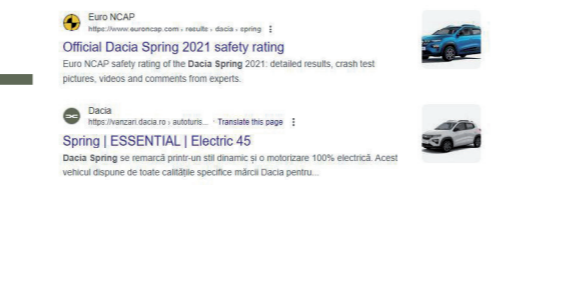 Euro NCAP
https://www.euroncap.com › results › dacia › spring
Official Dacia Spring 2021 safety rating
Euro NCAP safety rating of the Dacia Spring 2021: detailed results, crash test
pictures, videos and comments from experts.
Dacia
https://vanzari.dacia.ro › autoturis... · Translate this page
Spring | ESSENTIAL | Electric 45
Dacia Spring se remarcă printr-un stil dinamic și o motorizare 100% electrică. Acest
vehicul dispune de toate calitățile specifice mărcii Dacia pentru...